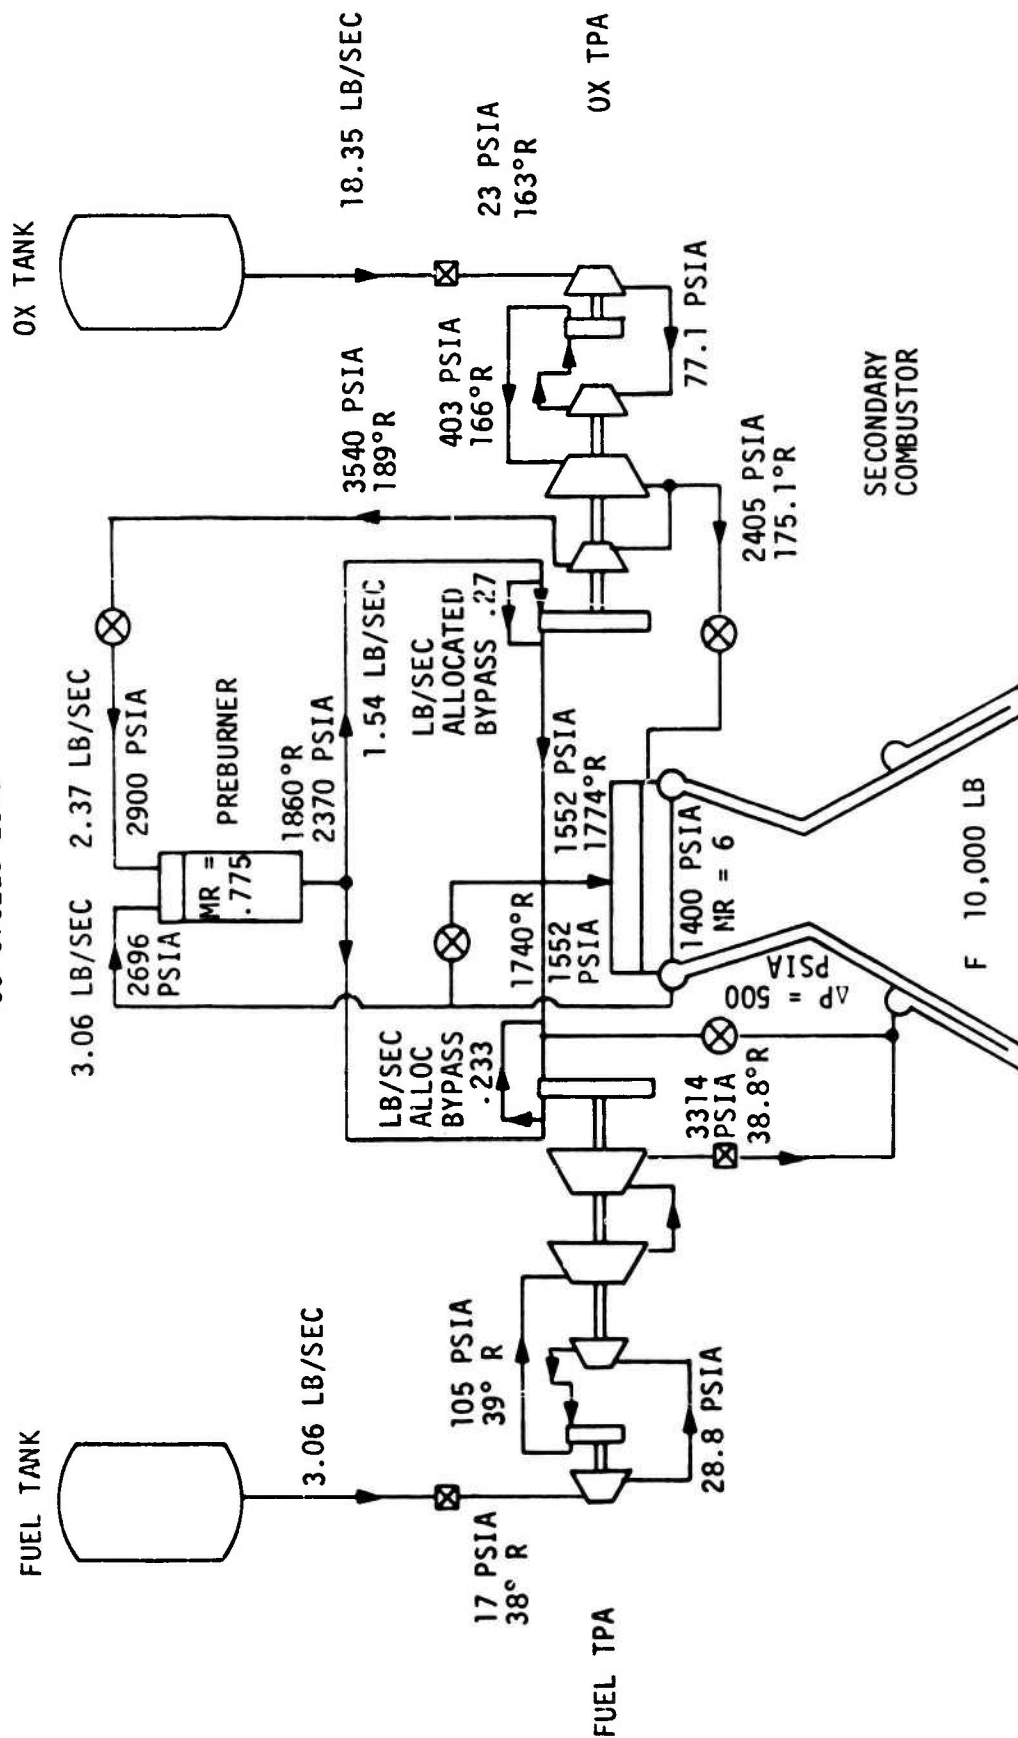 FUEL TANK
3.06 LB/SEC
17 PSIA
38° R
FUEL TPA
105 PSIA
39° R
28.8 PSIA
3.06 LB/SEC
2696
PSIA
2.37 LB/SEC
2900 PSIA
MR =
.775
PREBURNER
1860°R
2370 PSIA
LB/SEC
ALLOC
BYPASS
.233
3314
PSIA
38.8°R
1740°R
1552
PSIA
1552 PSIA
1774°R
1.54 LB/SEC
LB/SEC
ALLOCATED
BYPASS .27
ΔP = 500
PSIA
1400 PSIA
MR = 6
F 10,000 LB
SECONDARY
COMBUSTOR
OX TANK
18.35 LB/SEC
23 PSIA
163°R
OX TPA
3540 PSIA
189°R
403 PSIA
166°R
77.1 PSIA
2405 PSIA
175.1°R